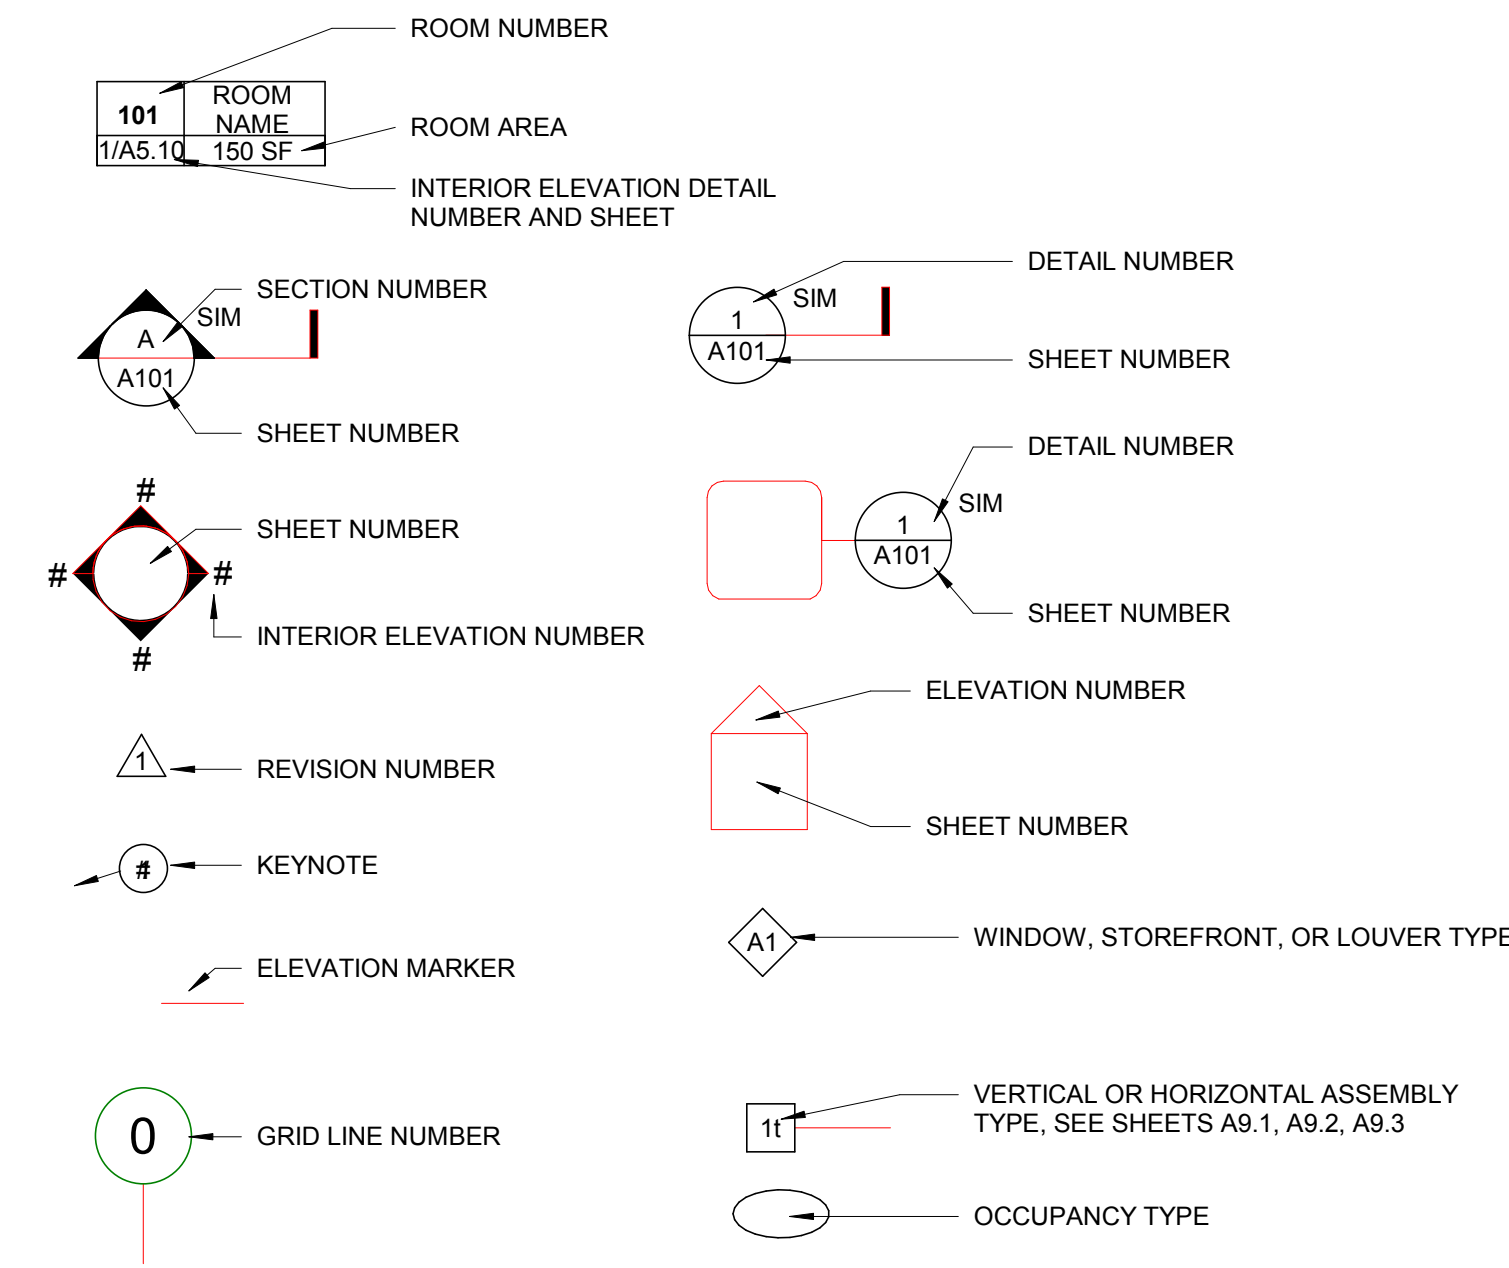 ROOM NUMBER
101
ROOM
NAME
1/A5.10
150 SF
ROOM AREA
INTERIOR ELEVATION DETAIL
NUMBER AND SHEET
SECTION NUMBER
SIM
A
A101
SHEET NUMBER
DETAIL NUMBER
SIM
1
A101
SHEET NUMBER
#
#
#
#
SHEET NUMBER
INTERIOR ELEVATION NUMBER
DETAIL NUMBER
SIM
1
A101
SHEET NUMBER
ELEVATION NUMBER
SHEET NUMBER
1
REVISION NUMBER
#
KEYNOTE
A1
WINDOW, STOREFRONT, OR LOUVER TYPE
ELEVATION MARKER
0
GRID LINE NUMBER
1t
VERTICAL OR HORIZONTAL ASSEMBLY
TYPE, SEE SHEETS A9.1, A9.2, A9.3
OCCUPANCY TYPE